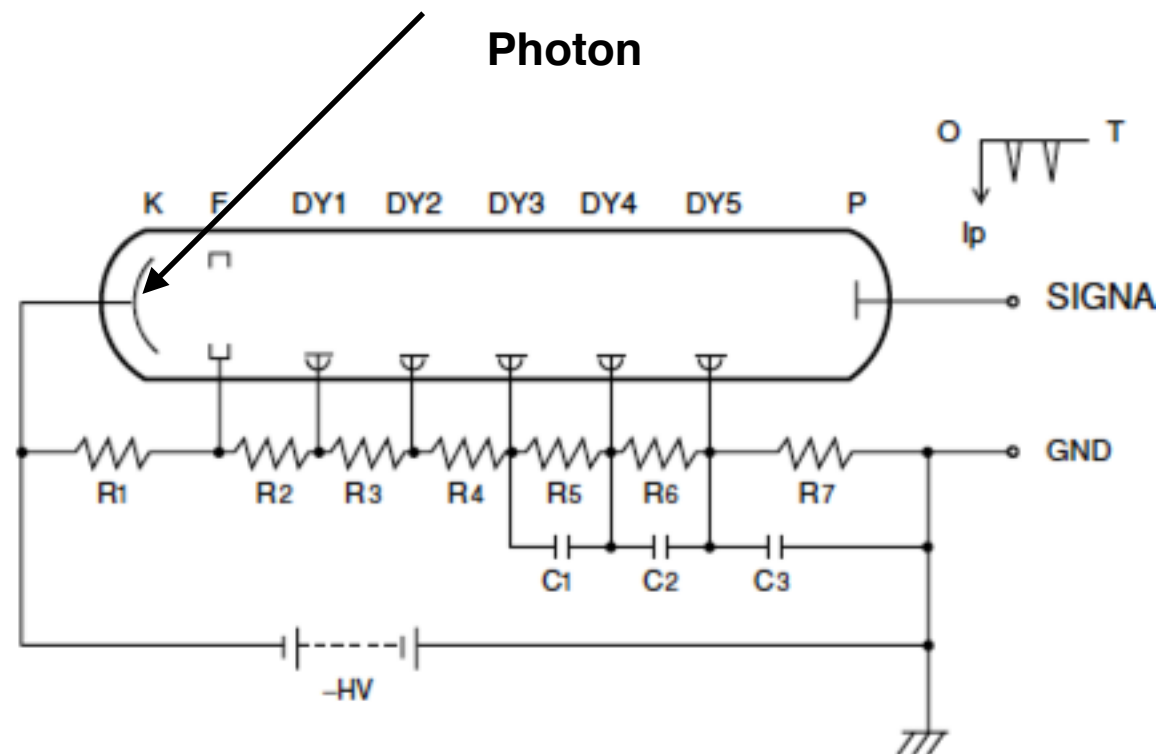 Photon
O T
Ip
K F DY1 DY2 DY3 DY4 DY5 P
SIGNA
GND
R1 R2 R3 R4 R5 R6 R7
C1 C2 C3
–HV